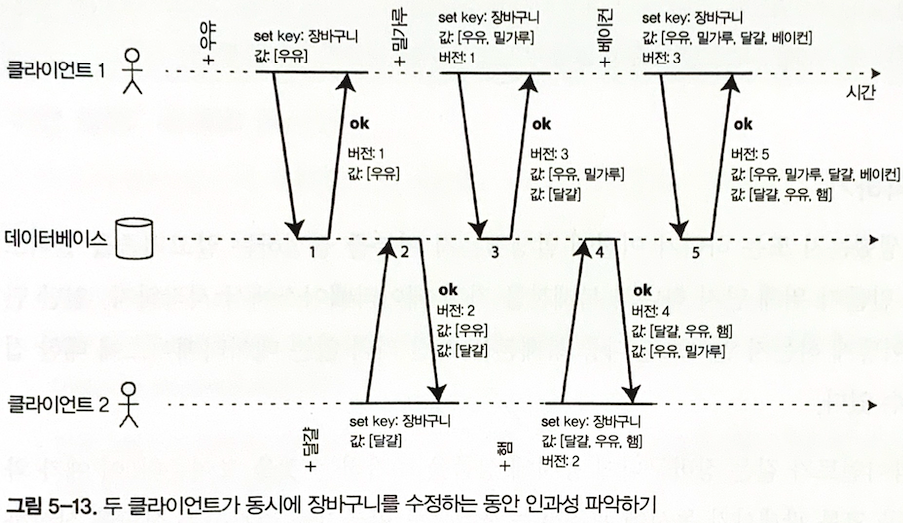 + 우유
set key: 장바구니
값: [우유]
+ 밀가루
set key: 장바구니
값: [우유, 밀가루]
버전: 1
+ 베이컨
set key: 장바구니
값: [우유, 밀가루, 달걀, 베이컨]
버전: 3
클라이언트 1
시간
ok
버전: 1
값: [우유]
ok
버전: 3
값: [우유, 밀가루]
값: [달걀]
ok
버전: 5
값: [우유, 밀가루, 달걀, 베이컨]
값: [달걀, 우유, 햄]
데이터베이스
1
2
3
4
5
ok
버전: 2
값: [우유]
값: [달걀]
ok
버전: 4
값: [달걀, 우유, 햄]
값: [우유, 밀가루]
클라이언트 2
+ 달걀
set key: 장바구니
값: [달걀]
+ 햄
set key: 장바구니
값: [달걀, 우유, 햄]
버전: 2
그림 5-13. 두 클라이언트가 동시에 장바구니를 수정하는 동안 인과성 파악하기